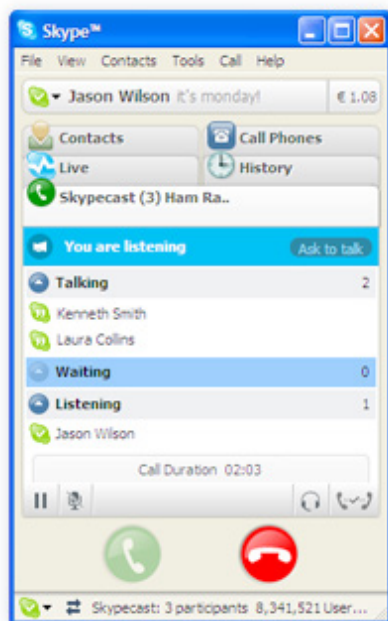 Skype™
File View Contacts Tools Call Help
Jason Wilson it's monday! € 1.08
Contacts Call Phones
Live History
Skypecast (3) Ham Ra..
You are listening Ask to talk
Talking 2
Kenneth Smith
Laura Collins
Waiting 0
Listening 1
Jason Wilson
Call Duration 02:03
Skypecast: 3 participants 8,341,521 User...